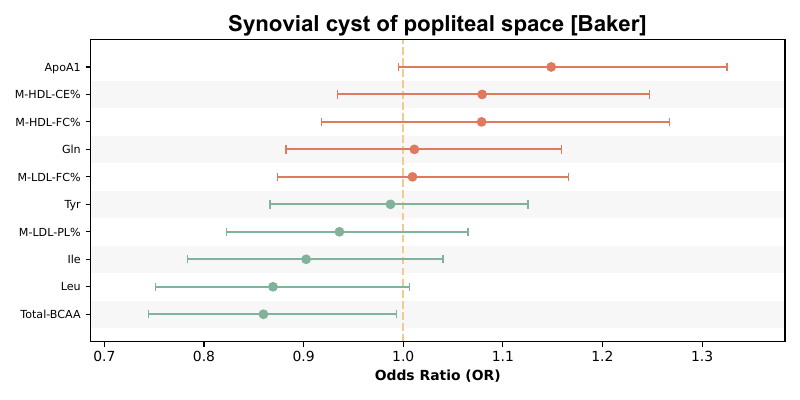 Synovial cyst of popliteal space [Baker]
ApoA1
M-HDL-CE%
M-HDL-FC%
Gln
M-LDL-FC%
Tyr
M-LDL-PL%
Ile
Leu
Total-BCAA
0.7 0.8 0.9 1.0 1.1 1.2 1.3
Odds Ratio (OR)